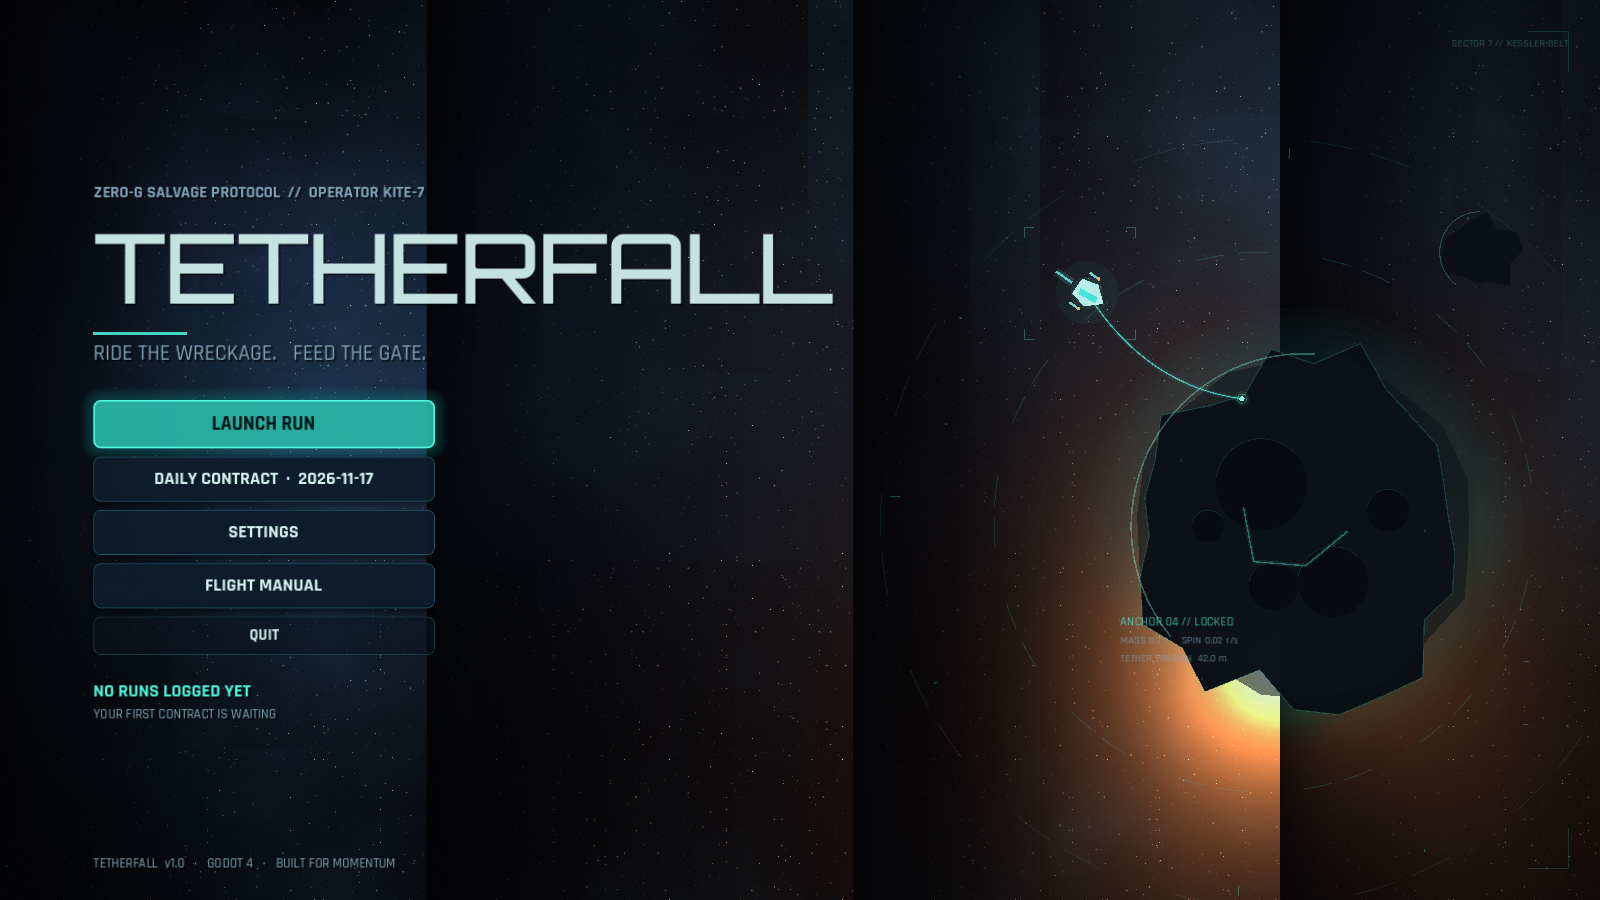 SECTOR 7 // KESSLER-BELT
ZERO-G SALVAGE PROTOCOL // OPERATOR KITE-7
TETHERFALL
RIDE THE WRECKAGE. FEED THE GATE.
LAUNCH RUN
DAILY CONTRACT · 2026-11-17
SETTINGS
FLIGHT MANUAL
QUIT
ANCHOR 04 // LOCKED
MASS SPIN 0.02 r/s
TETHER 42.0 m
NO RUNS LOGGED YET
YOUR FIRST CONTRACT IS WAITING
TETHERFALL v1.0 · GODOT 4 · BUILT FOR MOMENTUM